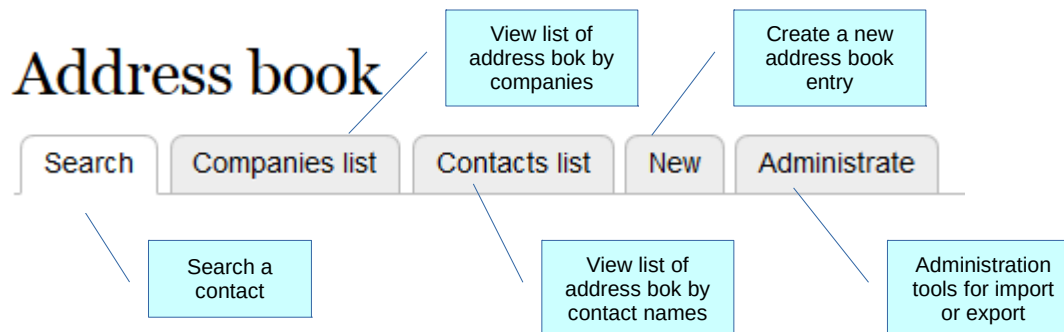 View list of
address bok by
companies
Create a new
address book
entry
Address book
Search
Companies list
Contacts list
New
Administrate
Search a
contact
View list of
address bok by
contact names
Administration
tools for import
or export